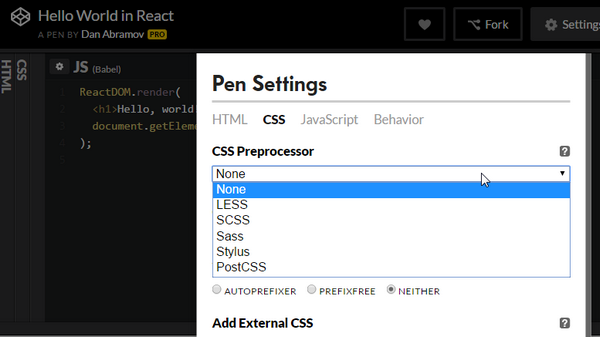 Hello World in React
A PEN BY Dan Abramov PRO
Fork
Settings
CSS
HTML
JS (Babel)
ReactDOM.render(
<h1>Hello, world!
document.getEleme
);
Pen Settings
HTML CSS JavaScript Behavior
CSS Preprocessor ?
None
None
LESS
SCSS
Sass
Stylus
PostCSS
AUTOPREFIXER PREFIXFREE NEITHER
Add External CSS ?